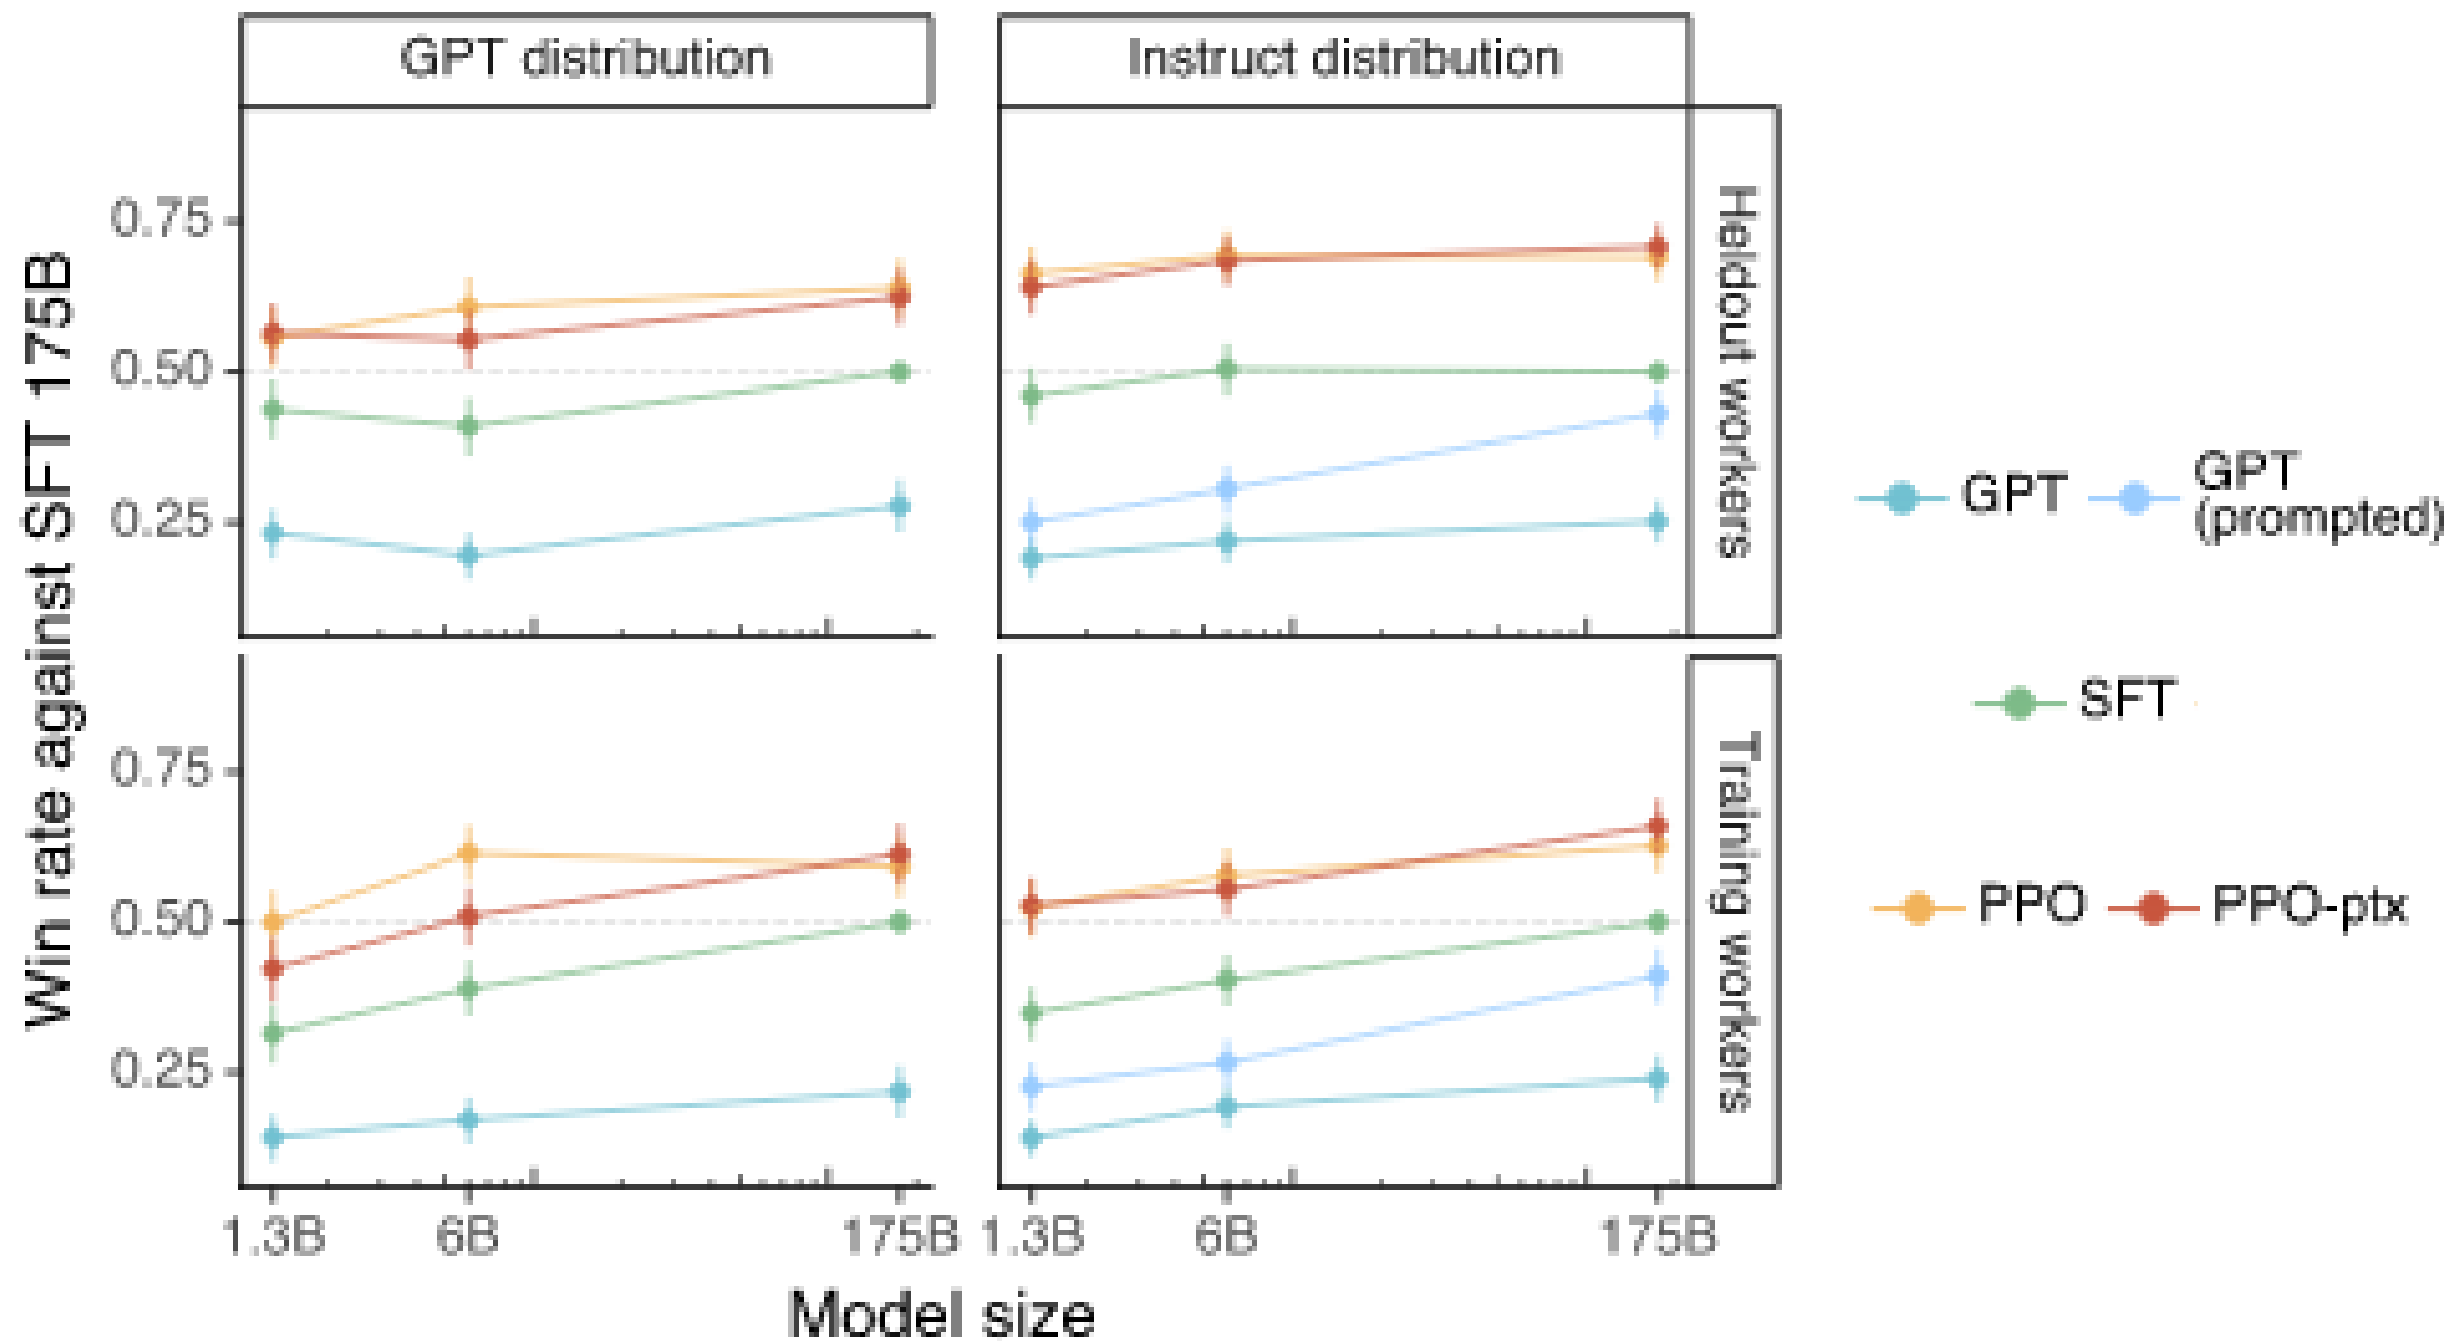 GPT distribution
Instruct distribution
Win rate against SFT 175B
0.75
0.50
0.25
Heldout workers
0.75
0.50
0.25
Training workers
1.3B
6B
175B
1.3B
6B
175B
Model size
GPT
GPT
(prompted)
SFT
PPO
PPO-ptx